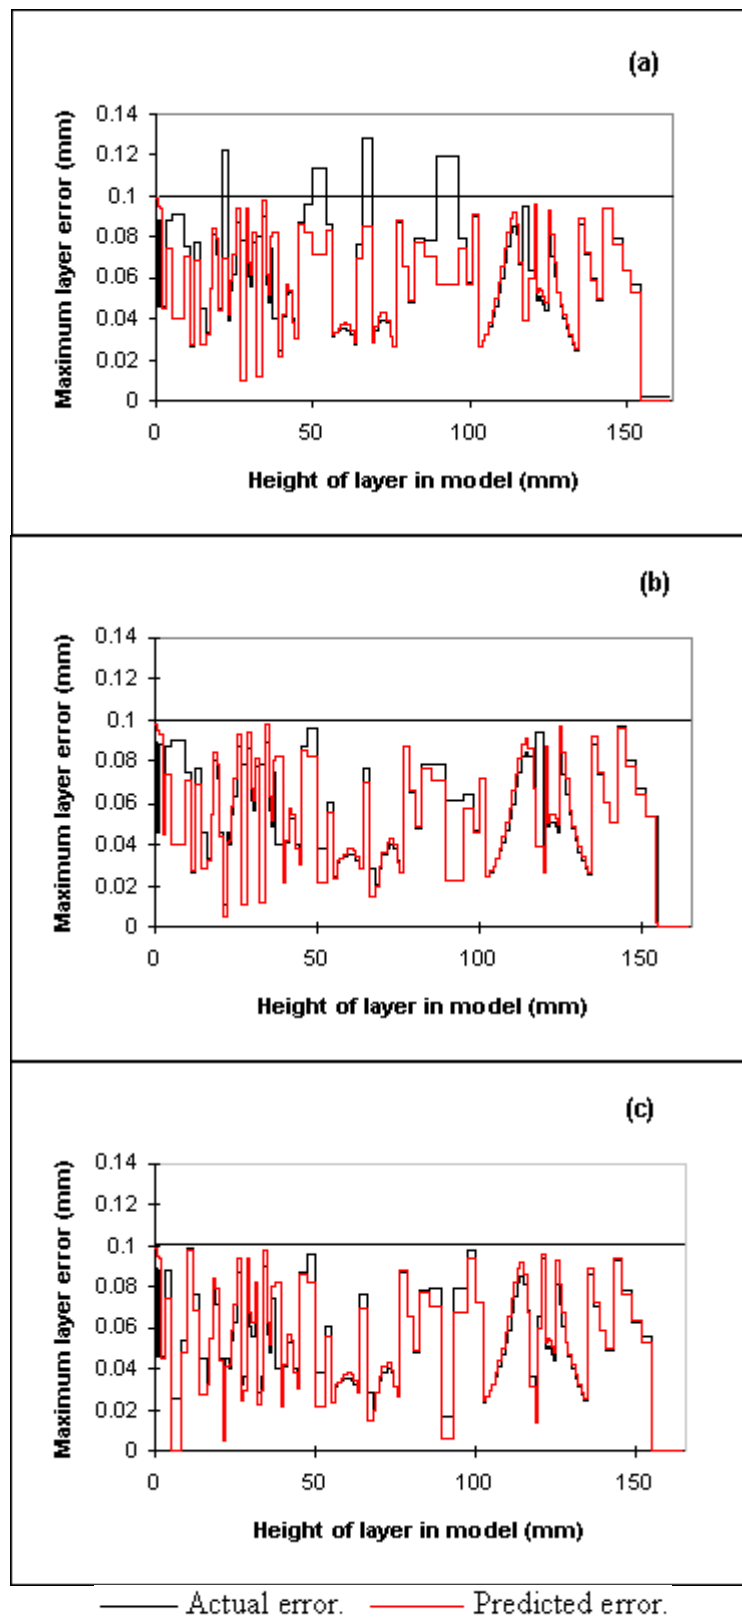 (a)
Maximum layer error (mm)
0.14
0.12
0.1
0.08
0.06
0.04
0.02
0
0 50 100 150
Height of layer in model (mm)
(b)
Maximum layer error (mm)
0.14
0.12
0.1
0.08
0.06
0.04
0.02
0
0 50 100 150
Height of layer in model (mm)
(c)
Maximum layer error (mm)
0.14
0.12
0.1
0.08
0.06
0.04
0.02
0
0 50 100 150
Height of layer in model (mm)
Actual error. Predicted error.